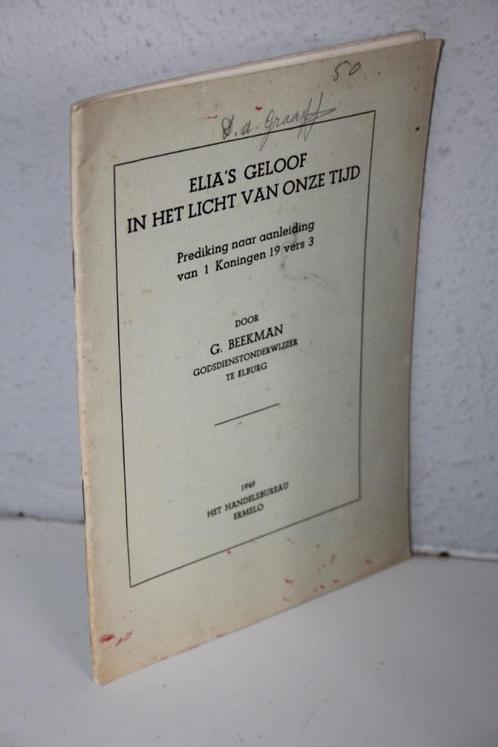 50
D. d. Graaff
ELIA'S GELOOF
IN HET LICHT VAN ONZE TIJD
Prediking naar aanleiding
van 1 Koningen 19 vers 3
DOOR
G. BEEKMAN
GODSDIENSTONDERWIJZER
TE ELBURG
1949
HET HANDELSBUREAU
ERMELO